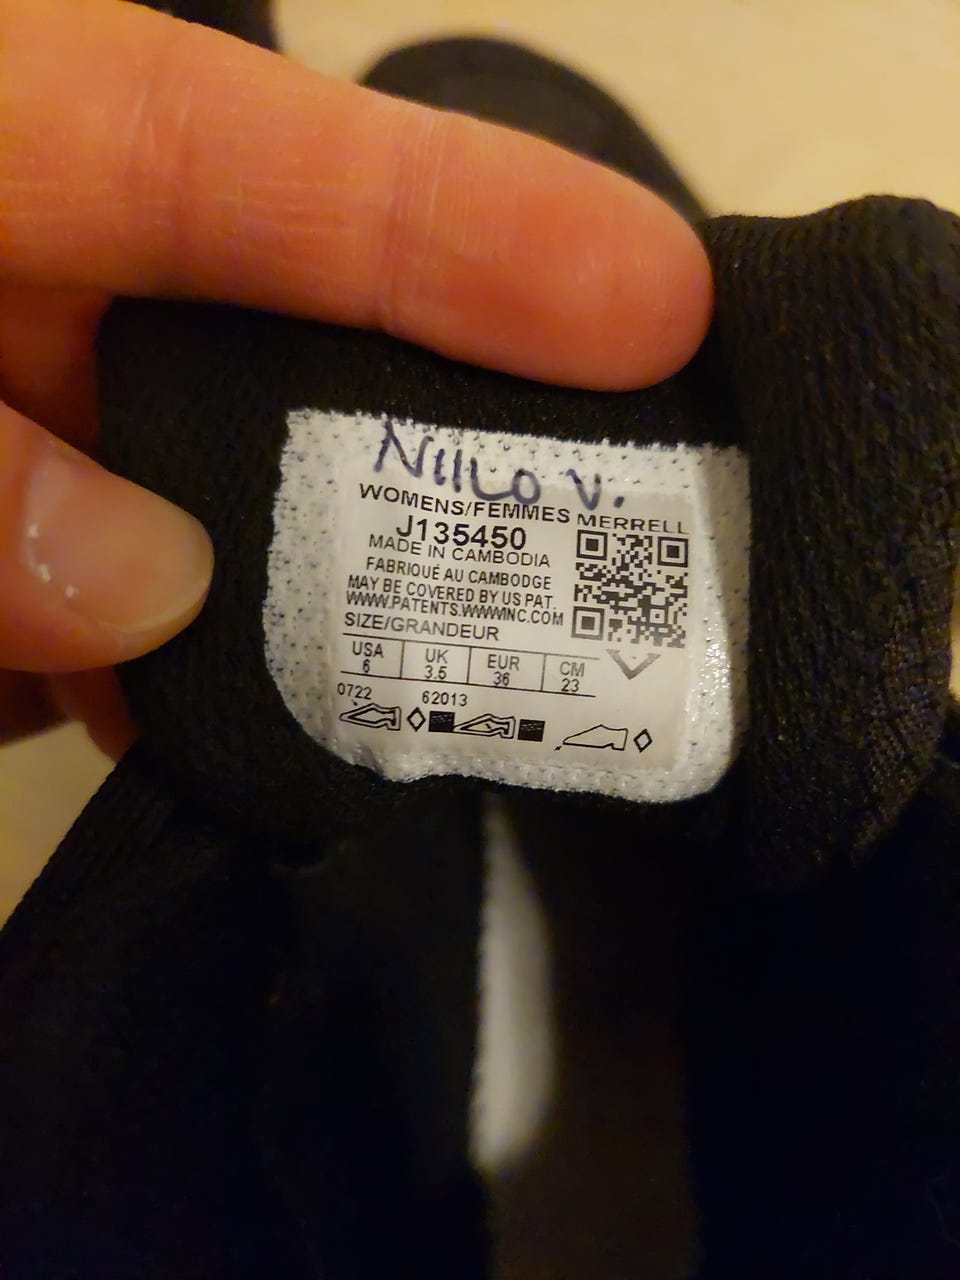 Niilo V.
WOMENS/FEMMES MERRELL
J135450
MADE IN CAMBODIA
FABRIQUÉ AU CAMBODGE
MAY BE COVERED BY US PAT.
WWW.PATENTS.WWWINC.COM
SIZE/GRANDEUR
USA UK EUR CM
6 3.5 36 23
0722 62013